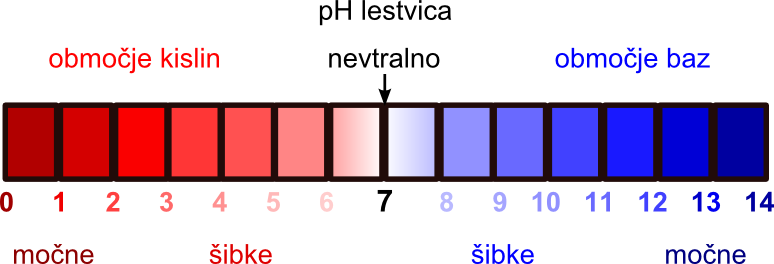 pH lestvica
območje kislin nevtralno območje baz
0 1 2 3 4 5 6 7 8 9 10 11 12 13 14
močne šibke šibke močne